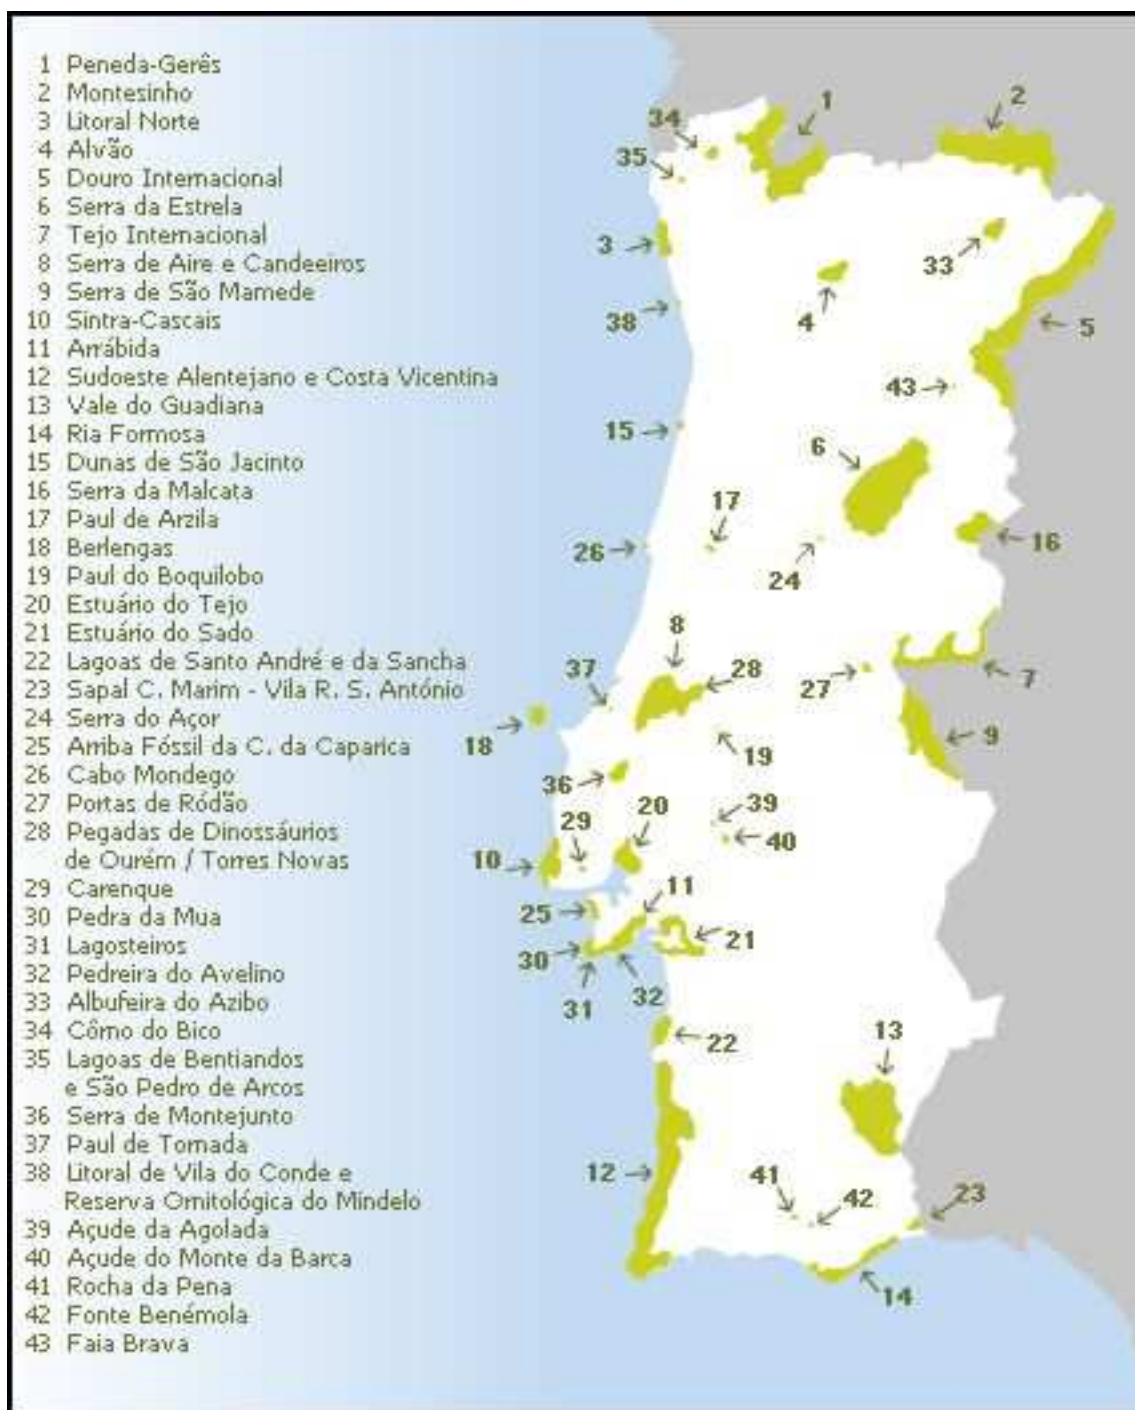 1 Peneda-Gerês
2 Montesinho
3 Litoral Norte
4 Alvão
5 Douro Internacional
6 Serra da Estrela
7 Tejo Internacional
8 Serra de Aire e Candeeiros
9 Serra de São Mamede
10 Sintra-Cascais
11 Arrábida
12 Sudoeste Alentejano e Costa Vicentina
13 Vale do Guadiana
14 Ria Formosa
15 Dunas de São Jacinto
16 Serra da Malcata
17 Paul de Arzila
18 Berlengas
19 Paul do Boquilobo
20 Estuário do Tejo
21 Estuário do Sado
22 Lagoas de Santo André e da Sancha
23 Sapal C. Marim - Vila R. S. António
24 Serra do Açor
25 Arriba Fóssil da C. da Caparica
26 Cabo Mondego
27 Portas de Ródão
28 Pegadas de Dinossáurios
de Ourém / Torres Novas
29 Carenque
30 Pedra da Mua
31 Lagosteiros
32 Pedreira do Avelino
33 Albufeira do Azibo
34 Côrno do Bico
35 Lagoas de Bentiandos
e São Pedro de Arcos
36 Serra de Montejunto
37 Paul de Tornada
38 Litoral de Vila do Conde e
Reserva Ornitológica do Mindelo
39 Açude da Agolada
40 Açude do Monte da Barca
41 Rocha da Pena
42 Fonte Benémola
43 Faia Brava
1
2
34
35
3
33
4
38
5
43
15
6
17
16
26
24
8
37
28
27
7
18
19
9
36
39
20
29
40
10
11
25
21
30
31
32
22
13
12
41
42
23
14